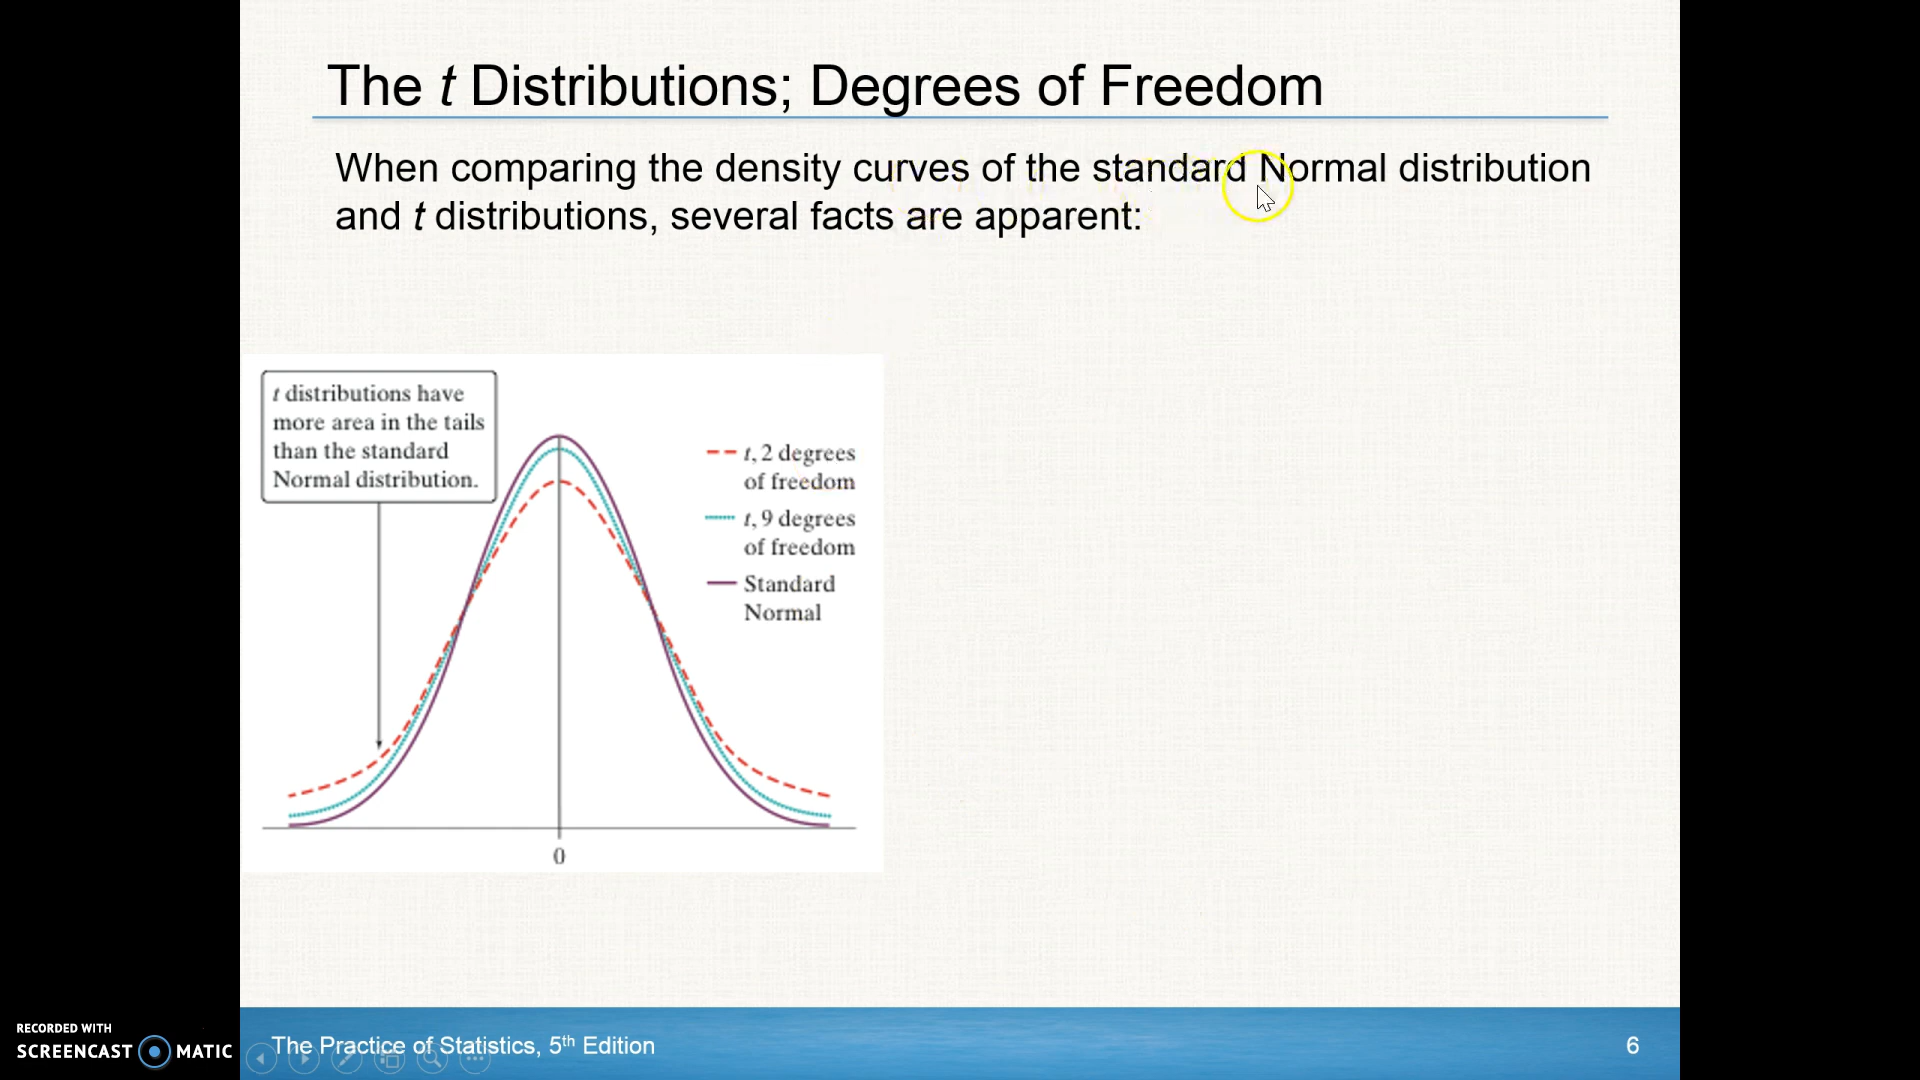 The t Distributions; Degrees of Freedom
When comparing the density curves of the standard Normal distribution
and t distributions, several facts are apparent:
t distributions have
more area in the tails
than the standard
Normal distribution.
t, 2 degrees
of freedom
t, 9 degrees
of freedom
Standard
Normal
0
RECORDED WITH
SCREENCAST MATIC
The Practice of Statistics, 5th Edition
6